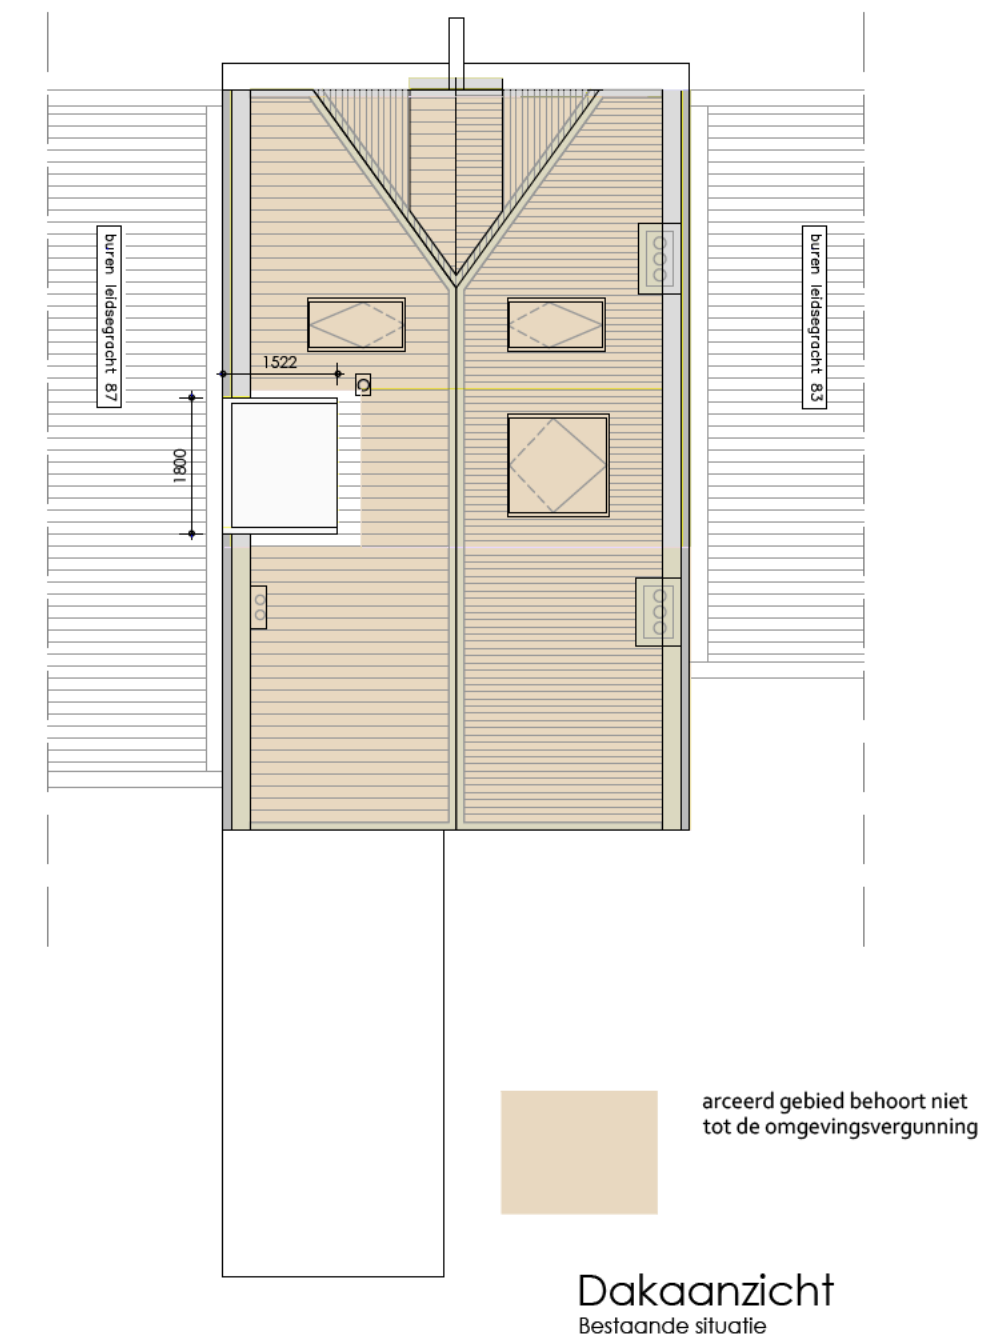 buren leidsegracht 87
buren leidsegracht 83
1522
1800
arceerd gebied behoort niet
tot de omgevingsvergunning
Dakaanzicht
Bestaande situatie